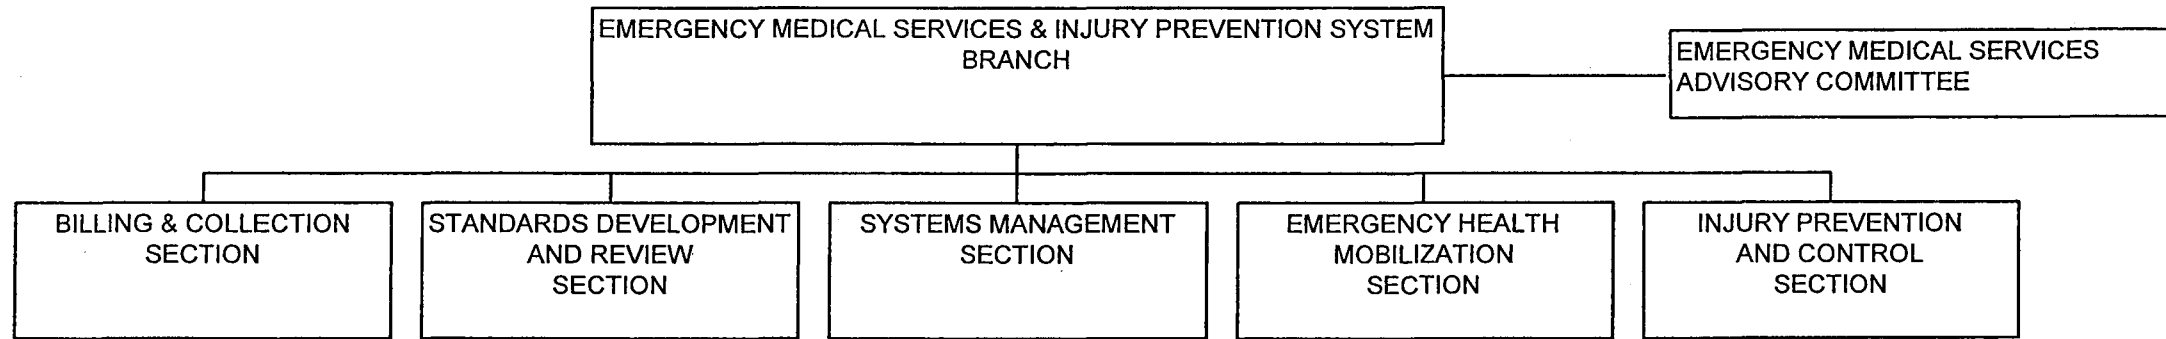 EMERGENCY MEDICAL SERVICES & INJURY PREVENTION SYSTEM
BRANCH
EMERGENCY MEDICAL SERVICES
ADVISORY COMMITTEE
BILLING & COLLECTION
SECTION
STANDARDS DEVELOPMENT
AND REVIEW
SECTION
SYSTEMS MANAGEMENT
SECTION
EMERGENCY HEALTH
MOBILIZATION
SECTION
INJURY PREVENTION
AND CONTROL
SECTION